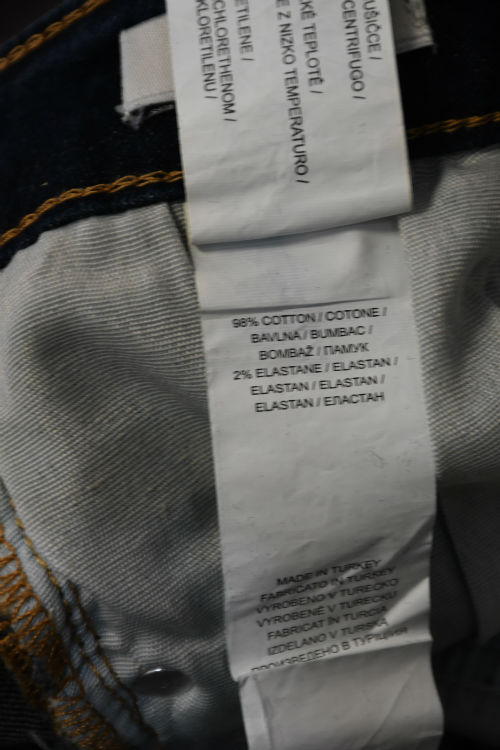 UŠIČCE /
CENTRIFUGO /
KÉ TEPLOTĚ /
E Z NIZKO TEMPERATURO /
ETILENE /
CHLORETHENOM /
KLORETILENU /
98% COTTON / COTONE /
BAVLNA / BUMBAC /
BOMBAŽ / ПАМУК
2% ELASTANE / ELASTAN /
ELASTAN / ELASTAN /
ELASTAN / ЕЛАСТАН
MADE IN TURKEY
FABRICATO IN TURKEY
VYROBENO V TURECKO
VYROBENÉ V TURECKU
FABRICAT ÎN TURCIA
IZDELANO V TURSKA
ПРОИЗВЕДЕНО В ТУРЦИЯ